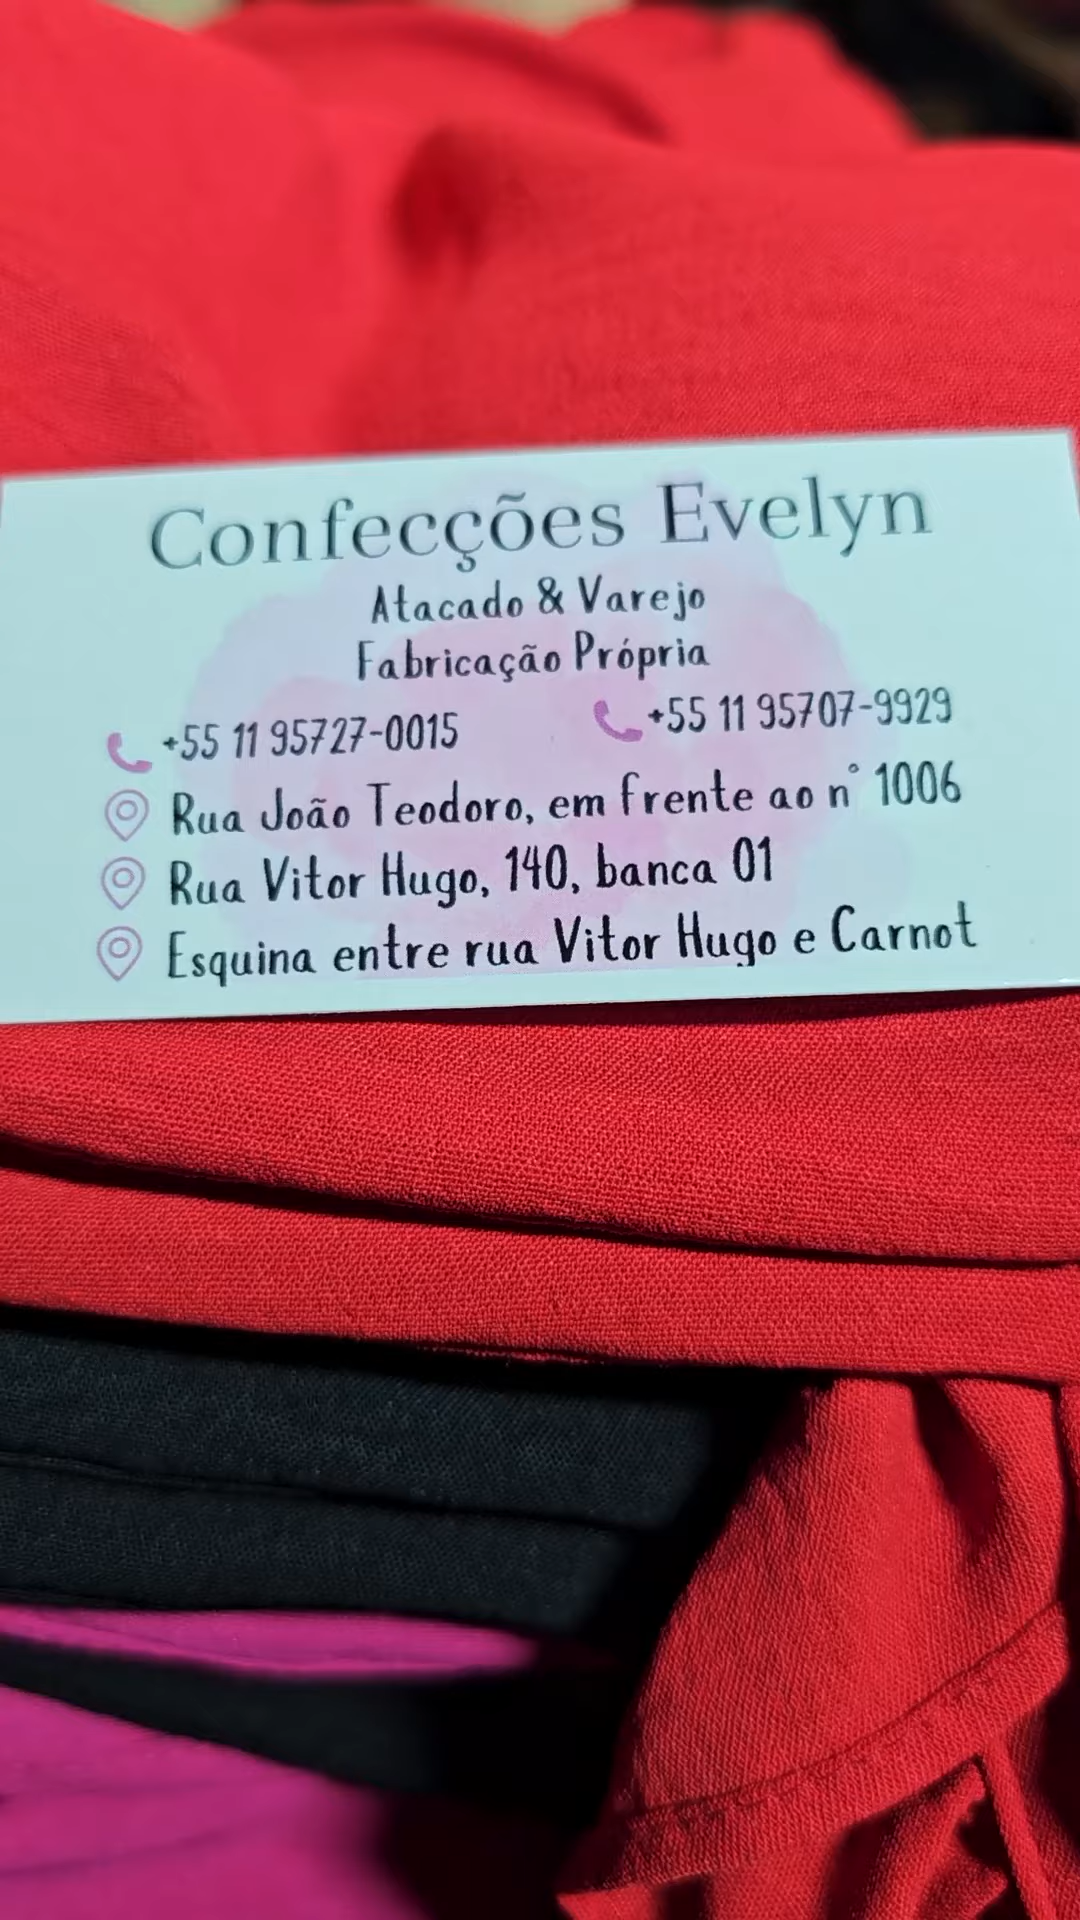 Confecções Evelyn
Atacado & Varejo
Fabricação Própria
+55 11 95727-0015 +55 11 95707-9929
Rua João Teodoro, em frente ao n° 1006
Rua Vitor Hugo, 140, banca 01
Esquina entre rua Vitor Hugo e Carnot